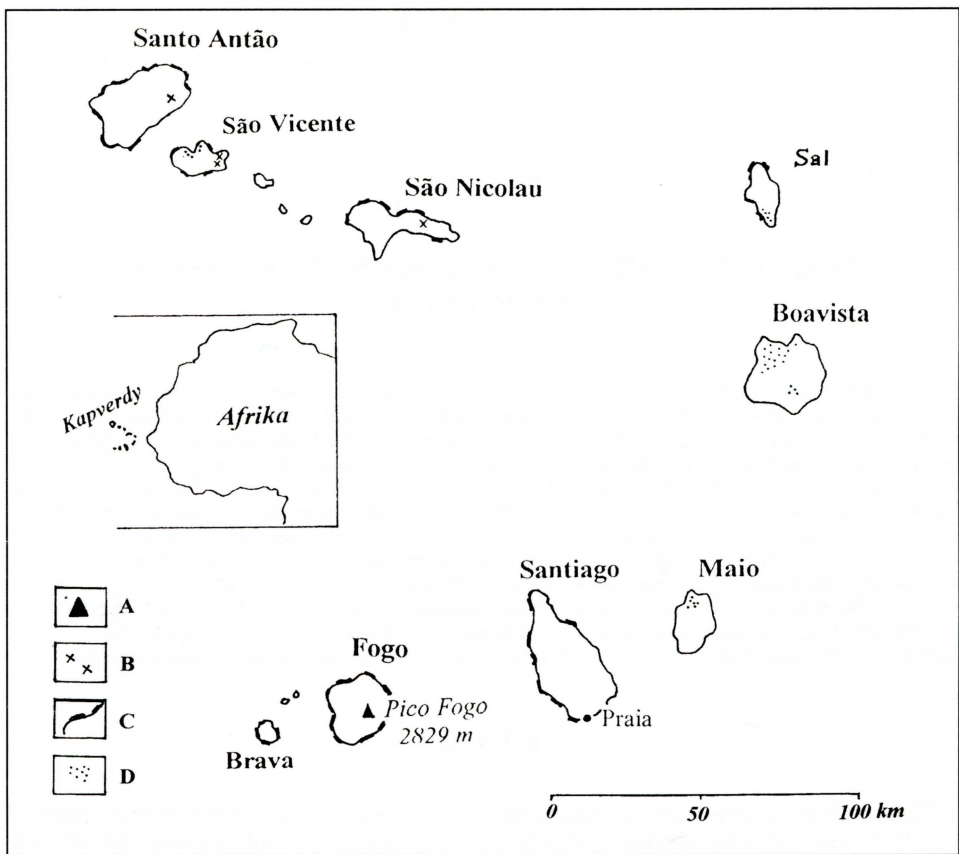 Santo Antão
São Vicente
São Nicolau
Sal
Boavista
Kapverdy
Afrika
Santiago
Maio
Fogo
Pico Fogo
2829 m
Praia
Brava
A
B
C
D
0 50 100 km